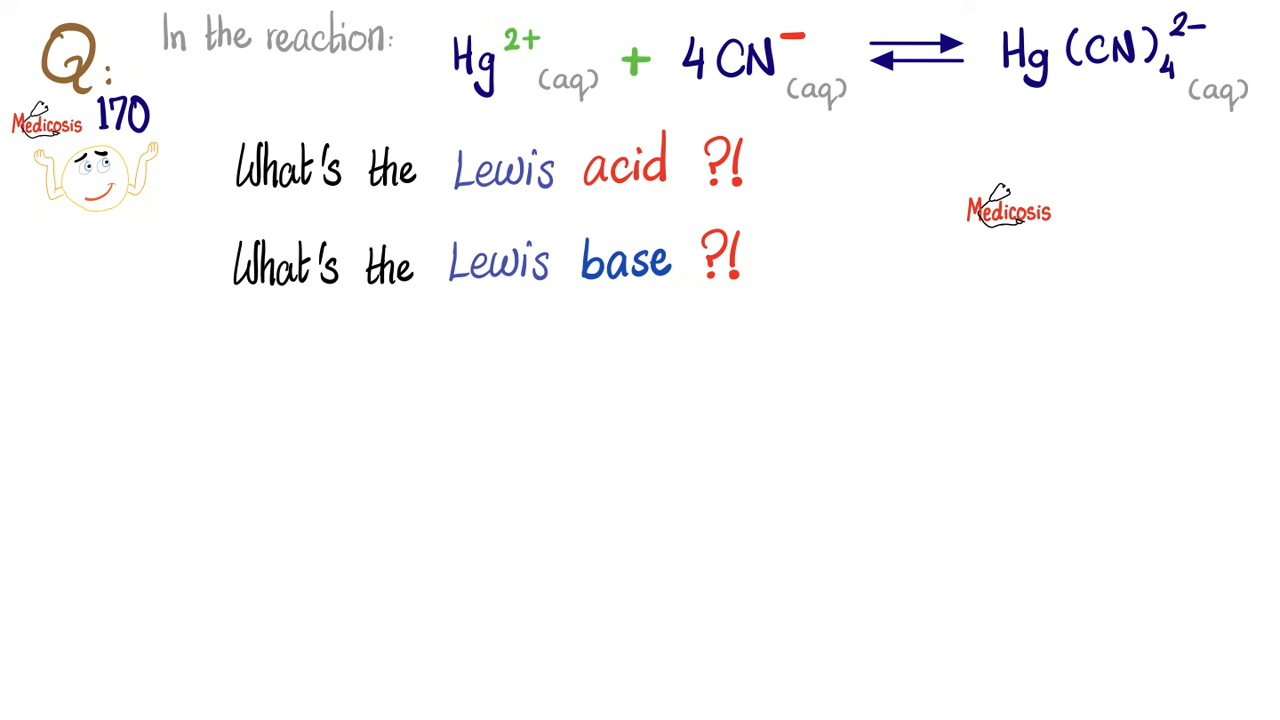 Q: In the reaction: Hg²⁺(aq) + 4CN⁻(aq) ⇌ Hg(CN)₄²⁻(aq)
Medicosis 170
What's the Lewis acid ?!
Medicosis
What's the Lewis base ?!